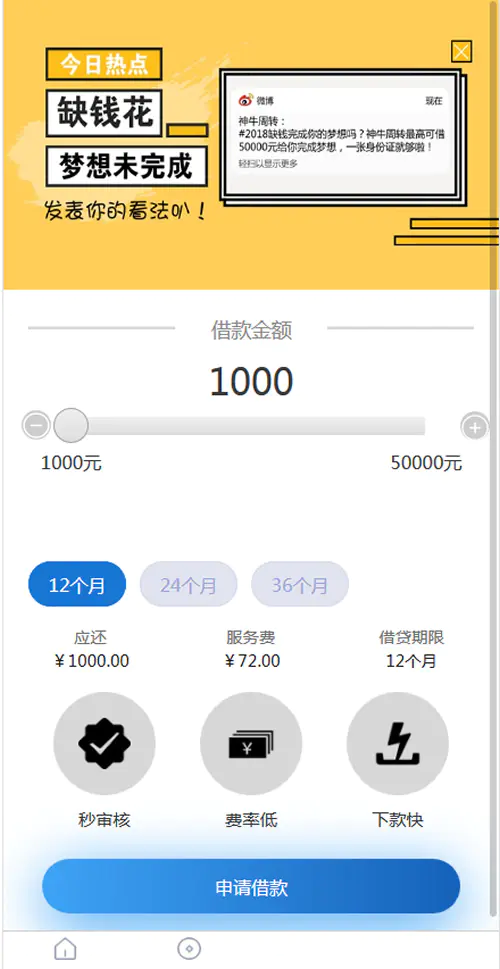 今日热点
缺钱花
梦想未完成
发表你的看法叭！
微博
现在
神牛周转：
#2018缺钱完成你的梦想吗？神牛周转最高可借
50000元给你完成梦想，一张身份证就够啦！
轻扫以显示更多
借款金额
1000
1000元
50000元
12个月
24个月
36个月
应还
服务费
借贷期限
￥1000.00
￥72.00
12个月
秒审核
费率低
下款快
申请借款